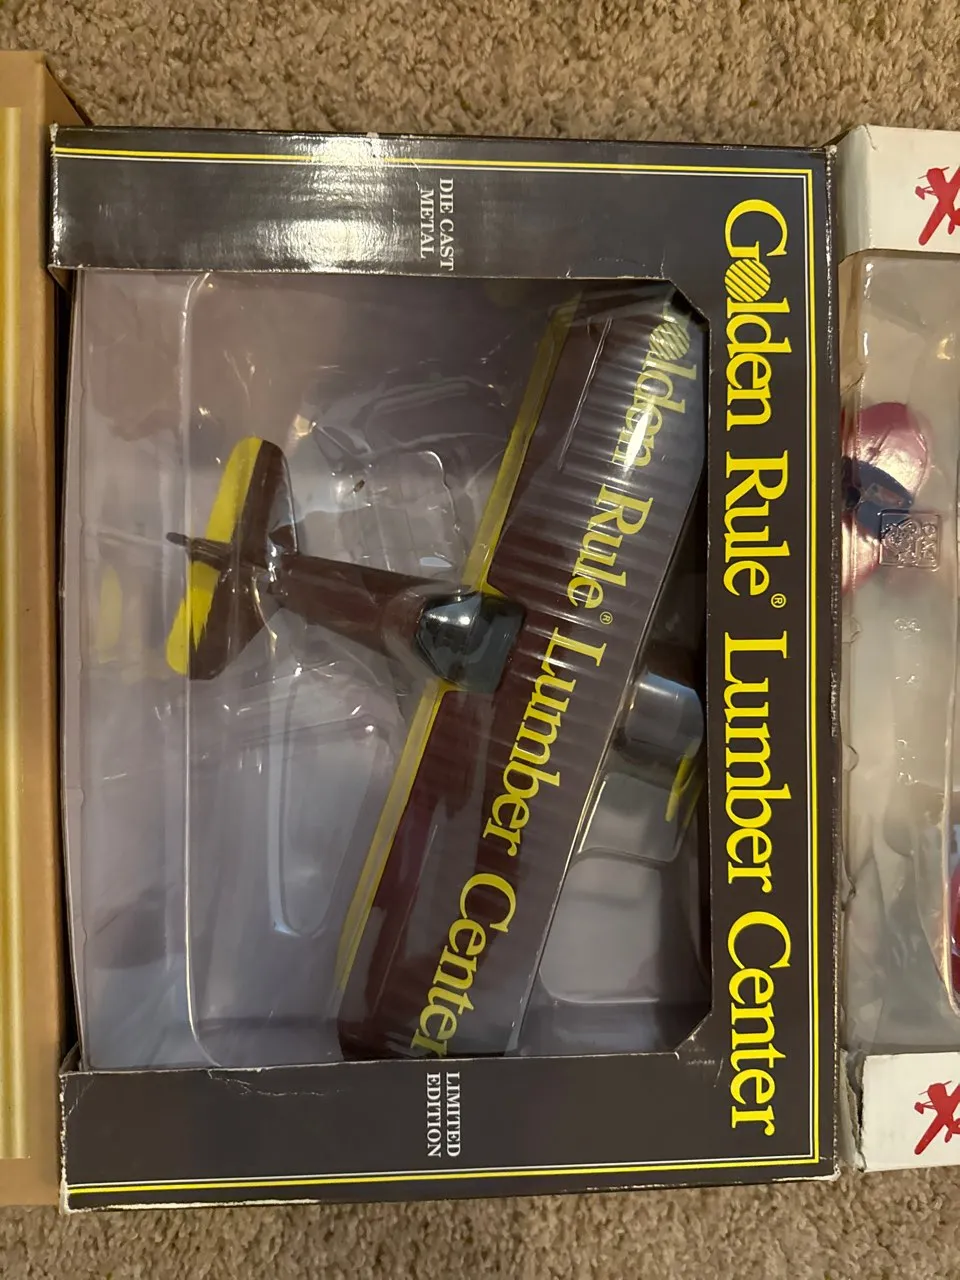 Golden Rule® Lumber Center
DIE CAST
METAL
Golden Rule® Lumber Center
LIMITED
EDITION